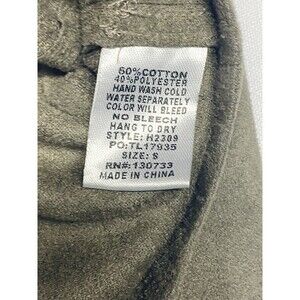 60%COTTON
40%POLYESTER
HAND WASH COLD
WATER SEPARATELY
COLOR WILL BLEED
NO BLEECH
HANG TO DRY
STYLE: H2309
PO:TL17935
SIZE: S
RN#: 130733
MADE IN CHINA